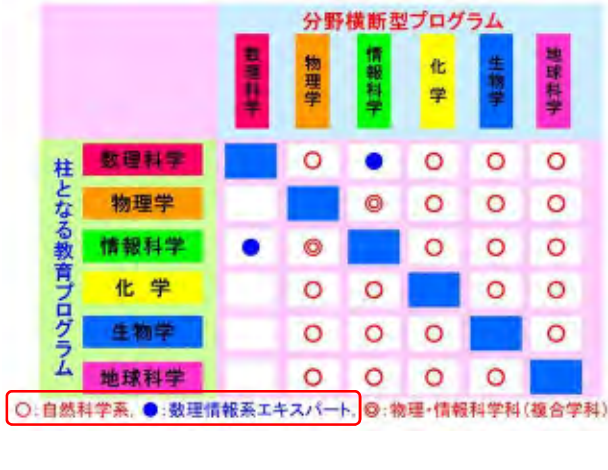 分野横断型プログラム
数理科学
物理学
情報科学
化学
生物学
地球科学
柱となる教育プログラム
数理科学 ○ ● ○ ○ ○
物理学 ◎ ○ ○ ○
情報科学 ● ◎ ○ ○ ○
化 学 ○ ○ ○ ○
生物学 ○ ○ ○ ○
地球科学 ○ ○ ○ ○
○:自然科学系, ●:数理情報系エキスパート, ◎:物理・情報科学科(複合学科)